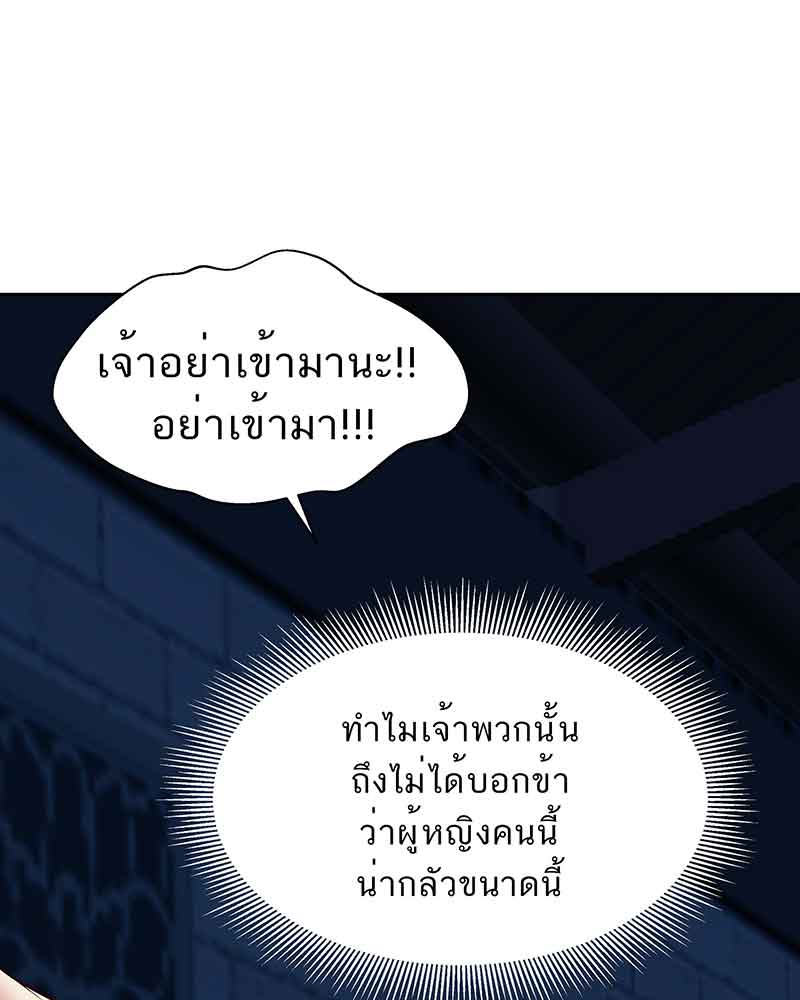 เจ้าอย่าเข้ามานะ!!
อย่าเข้ามา!!!
ทำไมเจ้าพวกนั้น
ถึงไม่ได้บอกข้า
ว่าผู้หญิงคนนี้
น่ากลัวขนาดนี้